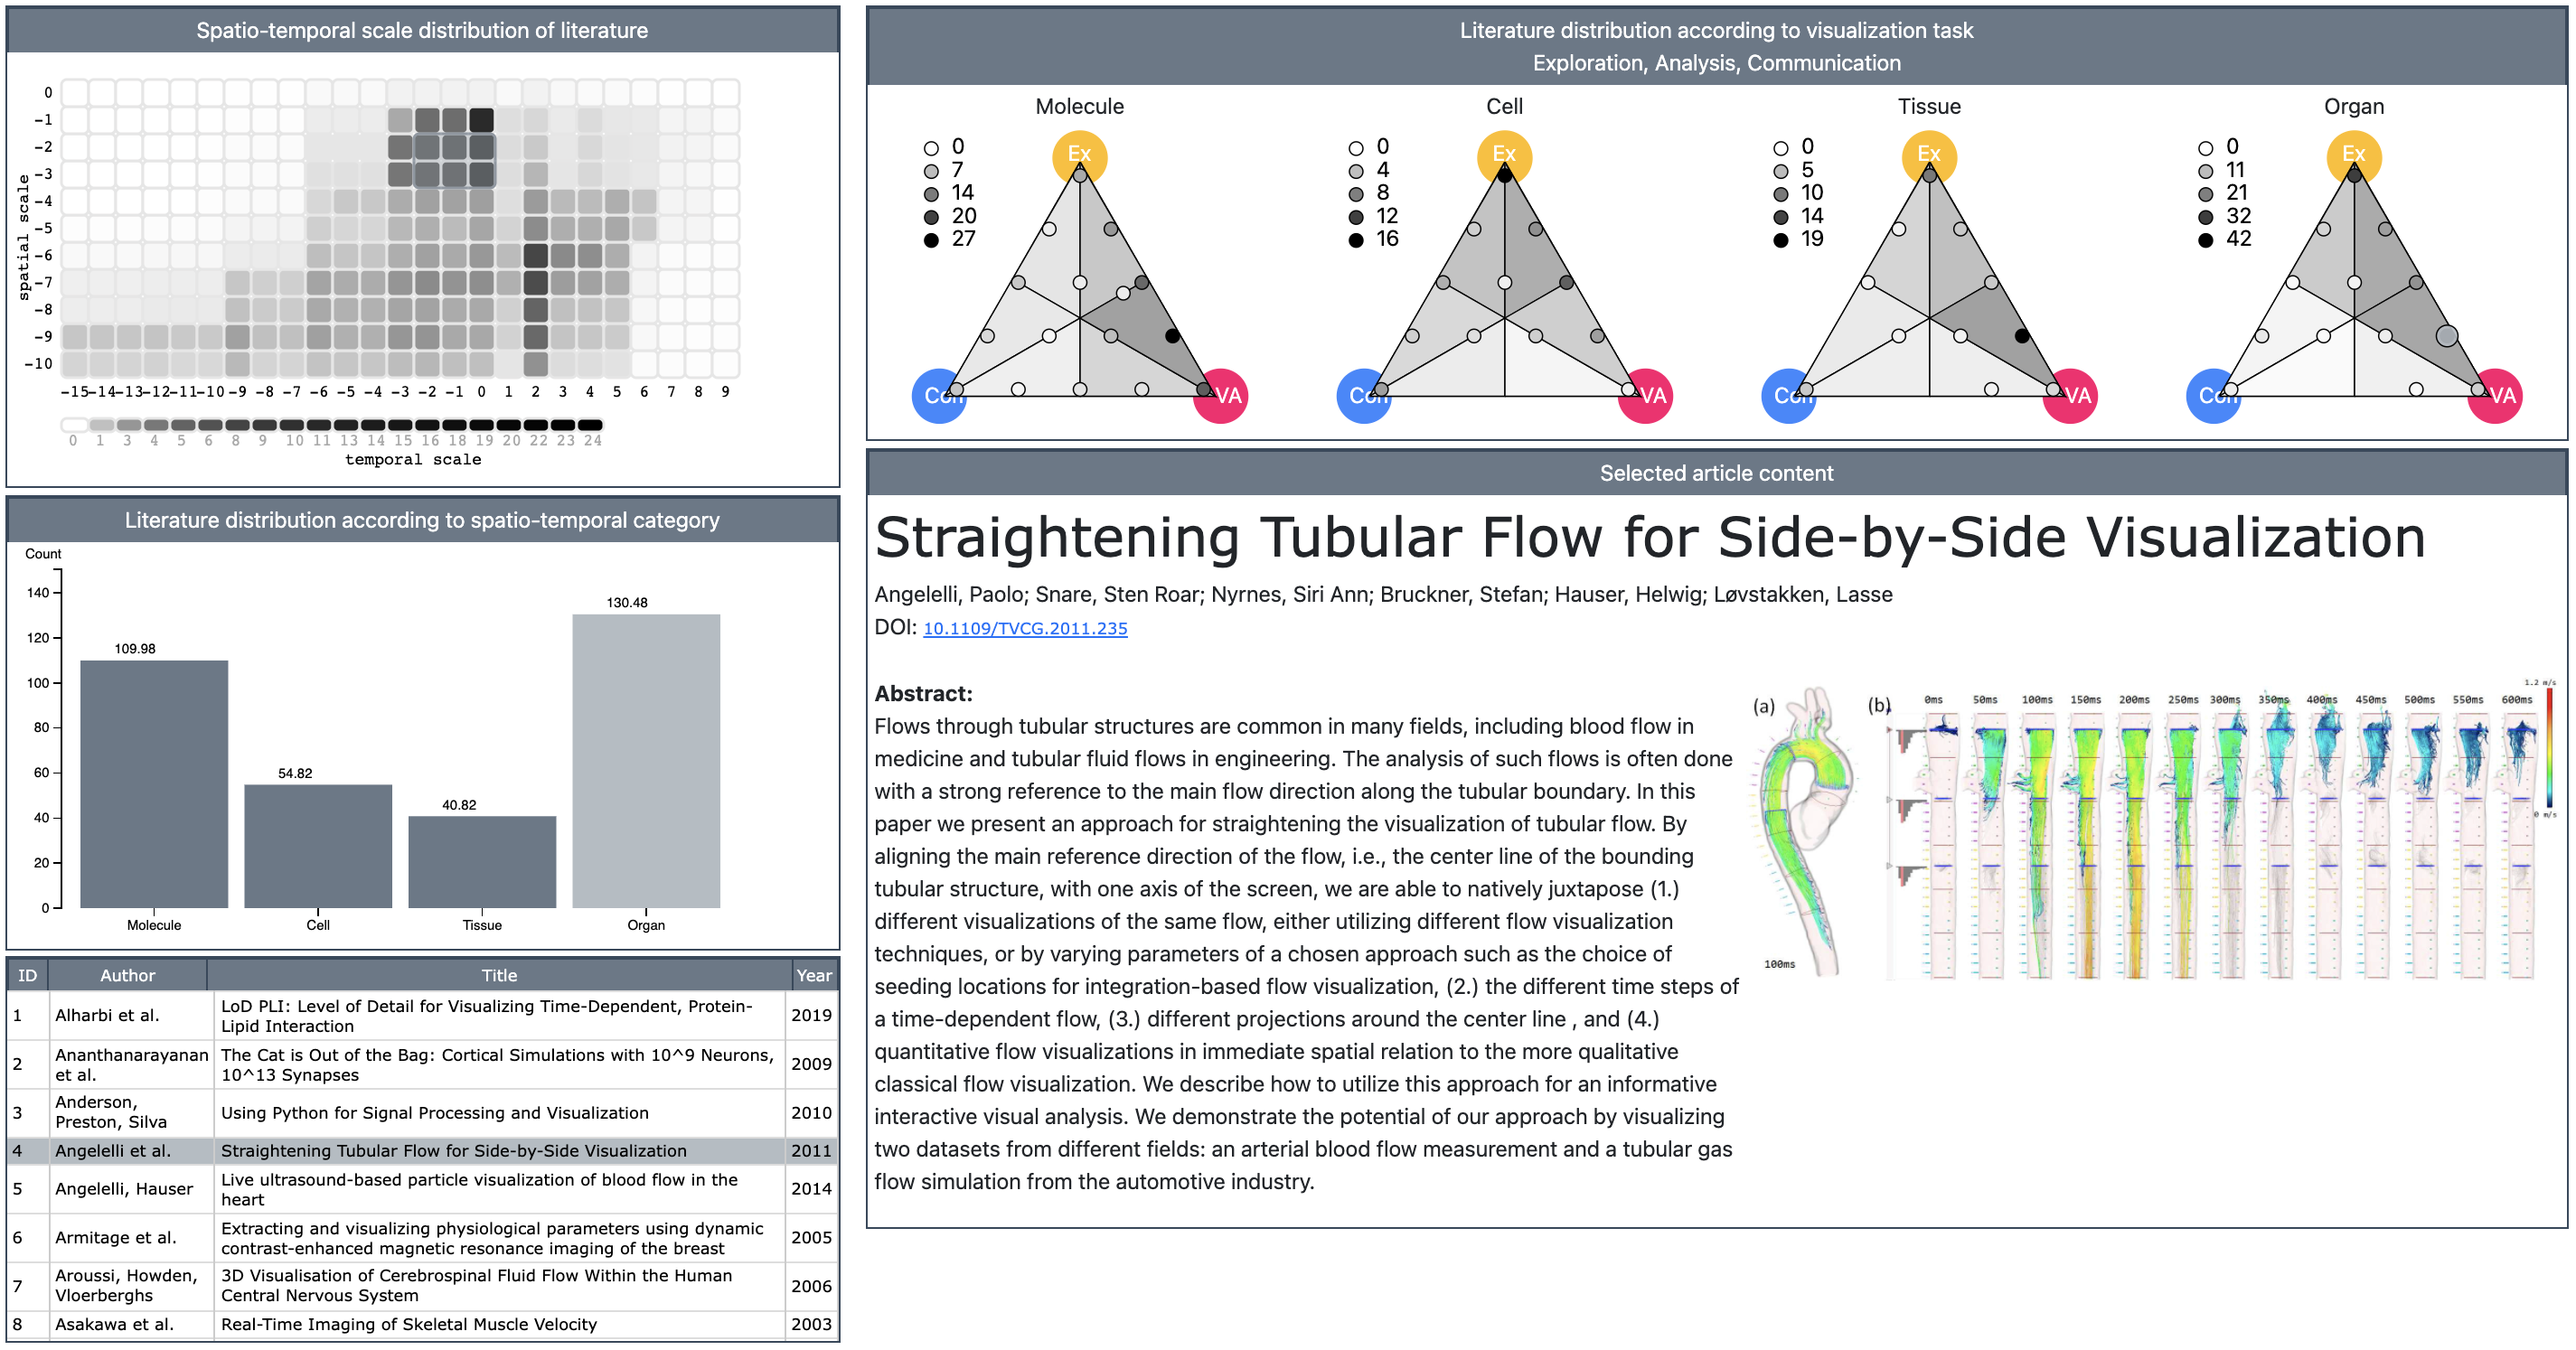 Spatio-temporal scale distribution of literature
0
-1
-2
-3
-4
-5
-6
-7
-8
-9
-10
spatial scale
-15 -14 -13 -12 -11 -10 -9 -8 -7 -6 -5 -4 -3 -2 -1 0 1 2 3 4 5 6 7 8 9
0 1 3 4 5 6 8 9 10 11 13 14 15 16 18 19 20 22 23 24
temporal scale
Literature distribution according to spatio-temporal category
Count
140
120
100
80
60
40
20
0
109.98
54.82
40.82
130.48
Molecule Cell Tissue Organ
ID Author Title Year
1 Alharbi et al. LoD PLI: Level of Detail for Visualizing Time-Dependent, Protein-
Lipid Interaction 2019
2 Ananthanarayanan
et al. The Cat is Out of the Bag: Cortical Simulations with 10^9 Neurons,
10^13 Synapses 2009
3 Anderson,
Preston, Silva Using Python for Signal Processing and Visualization 2010
4 Angelelli et al. Straightening Tubular Flow for Side-by-Side Visualization 2011
5 Angelelli, Hauser Live ultrasound-based particle visualization of blood flow in the
heart 2014
6 Armitage et al. Extracting and visualizing physiological parameters using dynamic
contrast-enhanced magnetic resonance imaging of the breast 2005
7 Aroussi, Howden,
Vloerberghs 3D Visualisation of Cerebrospinal Fluid Flow Within the Human
Central Nervous System 2006
8 Asakawa et al. Real-Time Imaging of Skeletal Muscle Velocity 2003
Literature distribution according to visualization task
Exploration, Analysis, Communication
Molecule
0
7
14
20
27
Ex
Con
VA
Cell
0
4
8
12
16
Ex
Con
VA
Tissue
0
5
10
14
19
Ex
Con
VA
Organ
0
11
21
32
42
Ex
Con
VA
Selected article content
Straightening Tubular Flow for Side-by-Side Visualization
Angelelli, Paolo; Snare, Sten Roar; Nyrnes, Siri Ann; Bruckner, Stefan; Hauser, Helwig; Løvstakken, Lasse
DOI: 10.1109/TVCG.2011.235
Abstract:
Flows through tubular structures are common in many fields, including blood flow in
medicine and tubular fluid flows in engineering. The analysis of such flows is often done
with a strong reference to the main flow direction along the tubular boundary. In this
paper we present an approach for straightening the visualization of tubular flow. By
aligning the main reference direction of the flow, i.e., the center line of the bounding
tubular structure, with one axis of the screen, we are able to natively juxtapose (1.)
different visualizations of the same flow, either utilizing different flow visualization
techniques, or by varying parameters of a chosen approach such as the choice of
seeding locations for integration-based flow visualization, (2.) the different time steps of
a time-dependent flow, (3.) different projections around the center line , and (4.)
quantitative flow visualizations in immediate spatial relation to the more qualitative
classical flow visualization. We describe how to utilize this approach for an informative
interactive visual analysis. We demonstrate the potential of our approach by visualizing
two datasets from different fields: an arterial blood flow measurement and a tubular gas
flow simulation from the automotive industry.
(a)
100ms
(b)
0ms 50ms 100ms 150ms 200ms 250ms 300ms 350ms 400ms 450ms 500ms 550ms 600ms
1.2 m/s
0 m/s